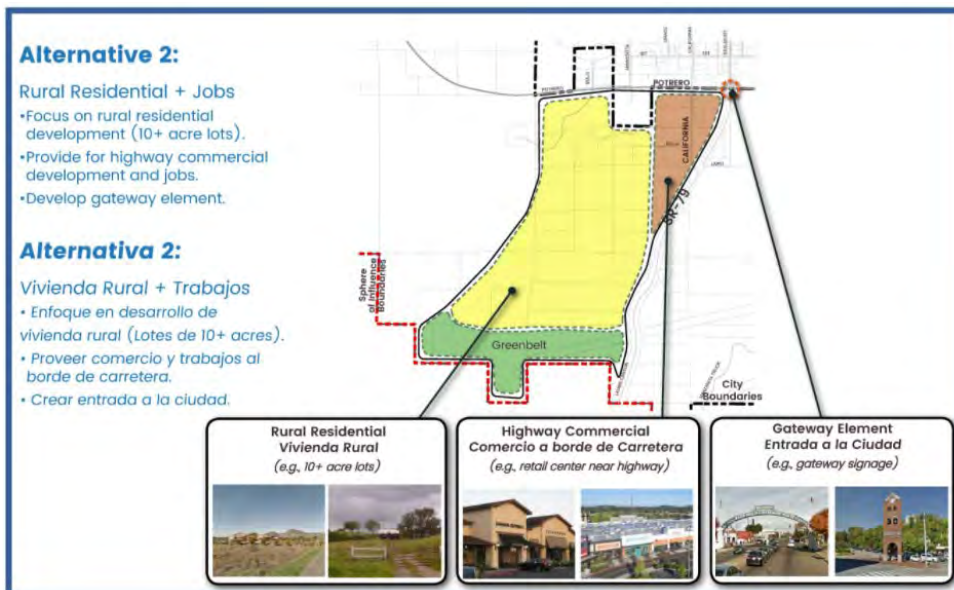 Alternative 2:
Rural Residential + Jobs
•Focus on rural residential
development (10+ acre lots).
•Provide for highway commercial
development and jobs.
•Develop gateway element.
Alternativa 2:
Vivienda Rural + Trabajos
• Enfoque en desarrollo de
vivienda rural (Lotes de 10+ acres).
• Proveer comercio y trabajos al
borde de carretera.
• Crear entrada a la ciudad.
POTRERO
POTRERO
CALIFORNIA
SR-79
Sphere
of Influence
Boundaries
Greenbelt
City
Boundaries
Rural Residential
Vivienda Rural
(e.g., 10+ acre lots)
Highway Commercial
Comercio a borde de Carretera
(e.g., retail center near highway)
Gateway Element
Entrada a la Ciudad
(e.g., gateway signage)